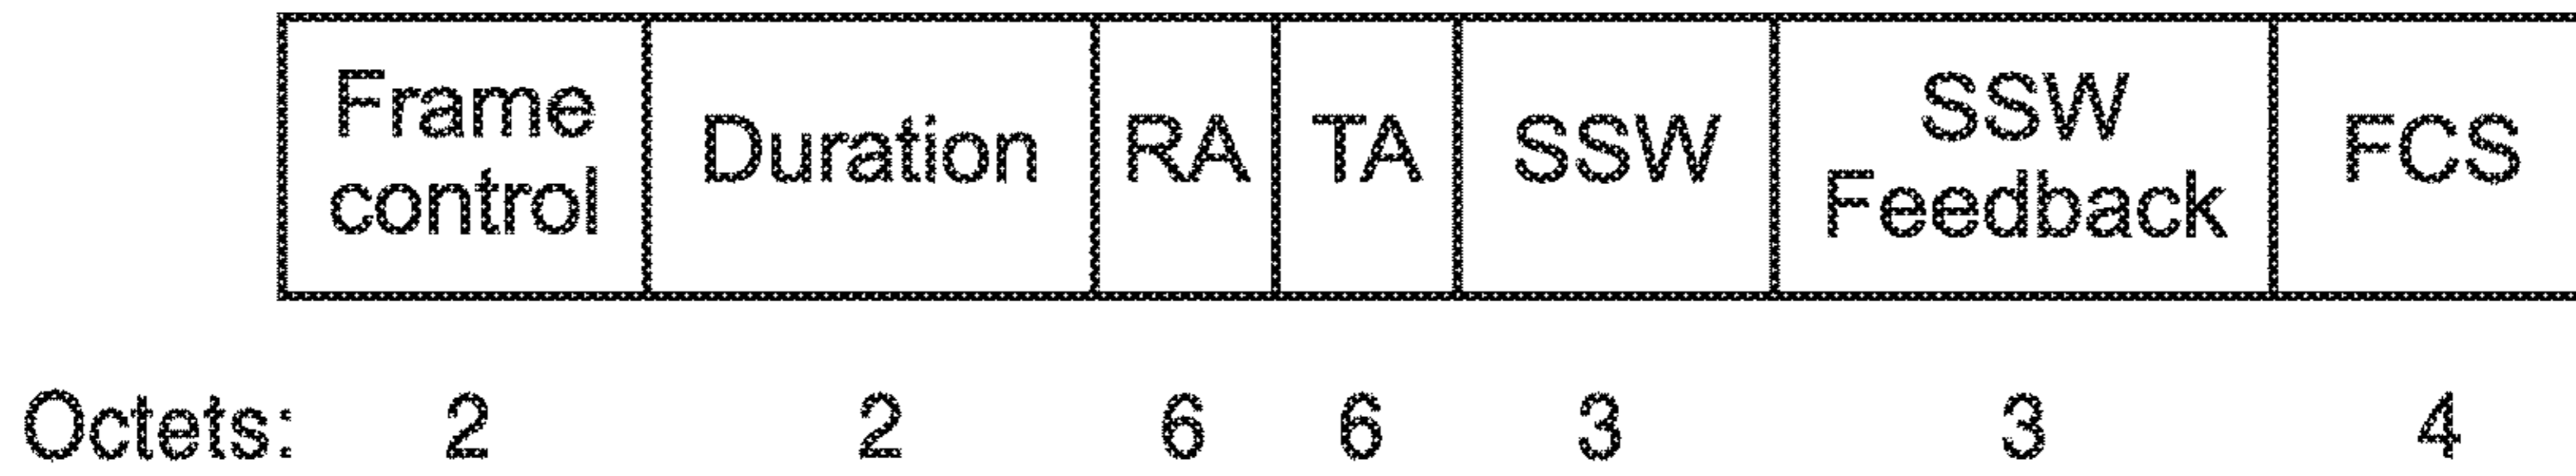 Frame control Duration RA TA SSW SSW Feedback FCS
Octets: 2 2 6 6 3 3 4